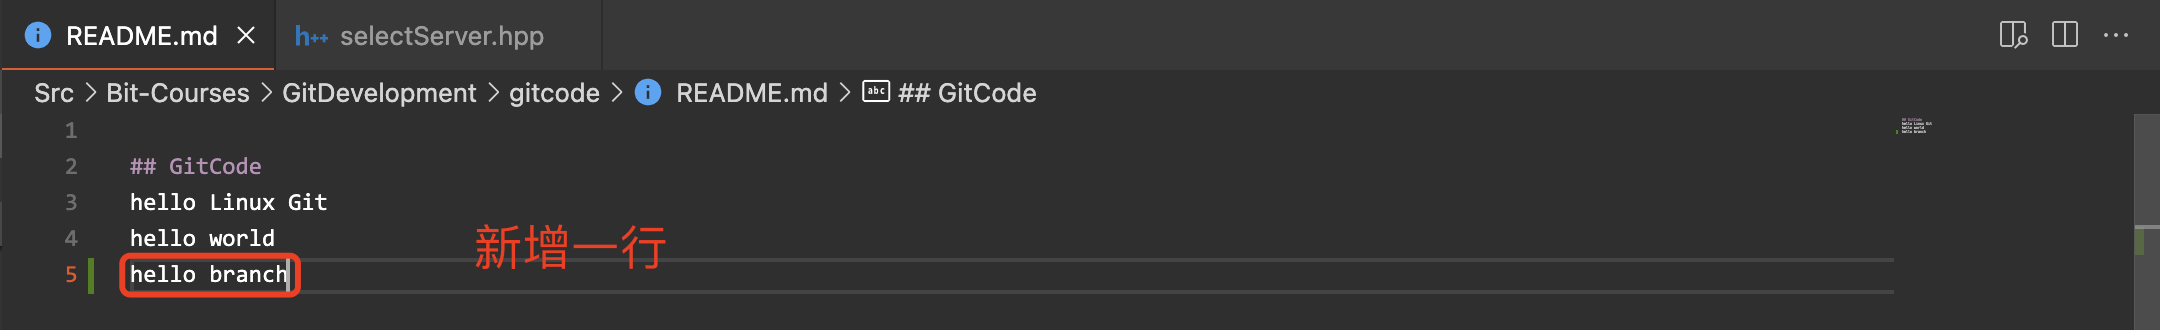 README.md
selectServer.hpp
Src > Bit-Courses > GitDevelopment > gitcode > README.md > ## GitCode
1
2 ## GitCode
3 hello Linux Git
4 hello world
新增一行
5 hello branch